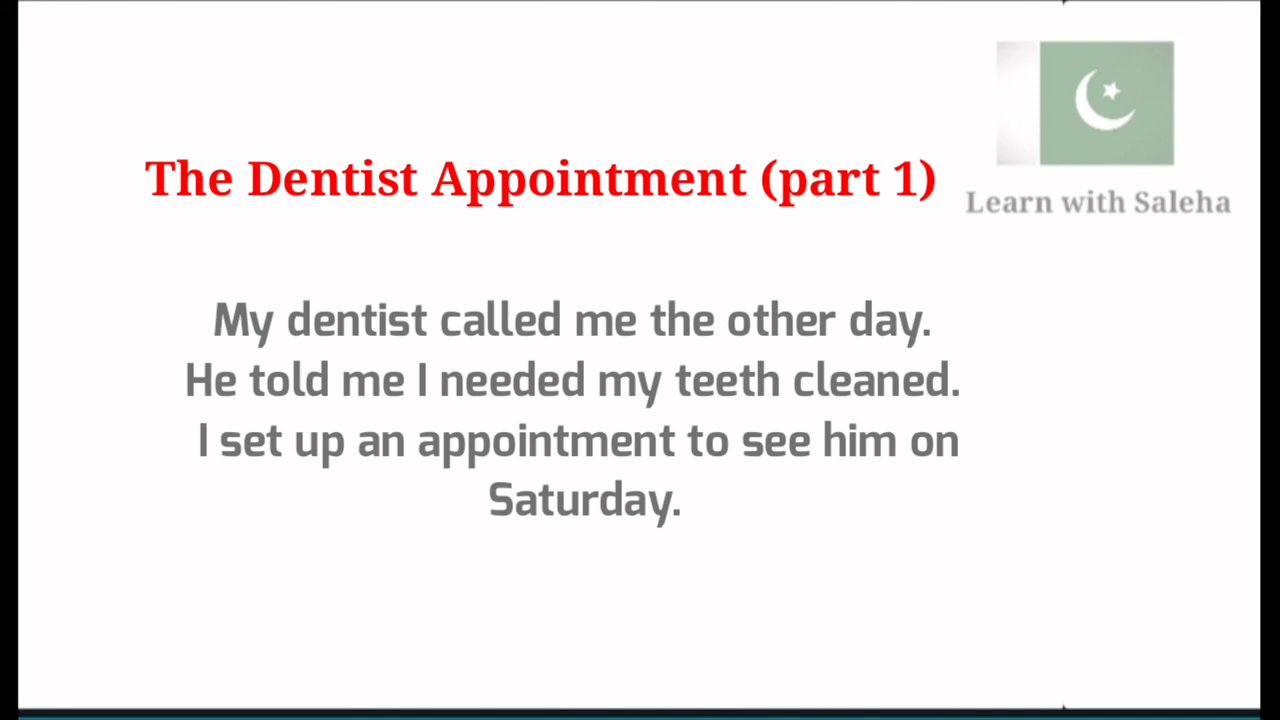 The Dentist Appointment (part 1)
Learn with Saleha
My dentist called me the other day.
He told me I needed my teeth cleaned.
I set up an appointment to see him on
Saturday.